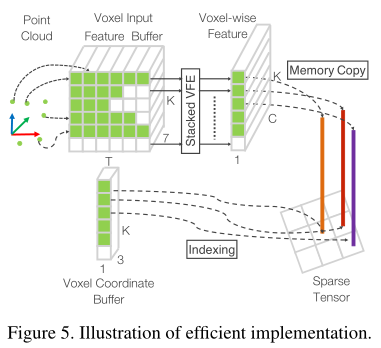 Point
Cloud
Voxel Input
Feature Buffer
Voxel-wise
Feature
K
7
T
Stacked VFE
K
C
1
Memory Copy
K
1
3
Voxel Coordinate
Buffer
Indexing
Sparse
Tensor
Figure 5. Illustration of efficient implementation.